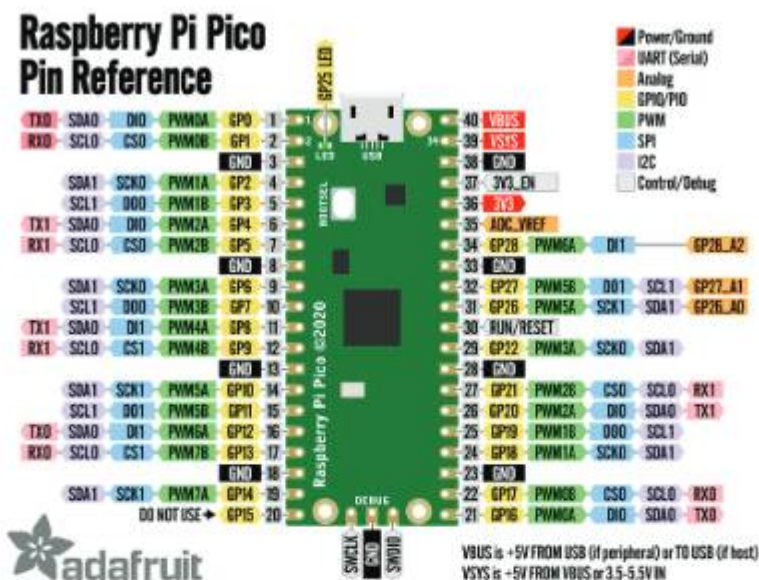 Raspberry Pi Pico
Pin Reference
Power/Ground
UART (Serial)
Analog
GPIO/PIO
PWM
SPI
I2C
Control/Debug
GP25 LED
TX0 SDA0 DI0 PWM0A GP0 1
RX0 SCL0 CS0 PWM0B GP1 2
GND 3
SDA1 SCK0 PWM1A GP2 4
SCL1 DO0 PWM1B GP3 5
TX1 SDA0 DI0 PWM2A GP4 6
RX1 SCL0 CS0 PWM2B GP5 7
GND 8
SDA1 SCK0 PWM3A GP6 9
SCL1 DO0 PWM3B GP7 10
TX1 SDA0 DI1 PWM4A GP8 11
RX1 SCL0 CS1 PWM4B GP9 12
GND 13
SDA1 SCK1 PWM5A GP10 14
SCL1 DO1 PWM5B GP11 15
TX0 SDA0 DI1 PWM6A GP12 16
RX0 SCL0 CS1 PWM7B GP13 17
GND 18
SDA1 SCK1 PWM7A GP14 19
DO NOT USE → GP15 20
1
2
LED
USB
34
BOOTSEL
Raspberry Pi Pico ©2020
DEBUG
SWCLK
GND
SWDIO
40 VBUS
39 VSYS
38 GND
37 3V3_EN
36 3V3
35 ADC_VREF
34 GP28 PWM6A DI1 GP28_A2
33 GND
32 GP27 PWM5B DO1 SCL1 GP27_A1
31 GP26 PWM5A SCK1 SDA1 GP26_A0
30 RUN/RESET
29 GP22 PWM3A SCK0 SDA1
28 GND
27 GP21 PWM2B CS0 SCL0 RX1
26 GP20 PWM2A DI0 SDA0 TX1
25 GP19 PWM1B DO0 SCL1
24 GP18 PWM1A SCK0 SDA1
23 GND
22 GP17 PWM0B CS0 SCL0 RX0
21 GP16 PWM0A DI0 SDA0 TX0
adafruit
VBUS is +5V FROM USB (if peripheral) or TO USB (if host)
VSYS is +5V FROM VBUS or 3.5-5.5V IN